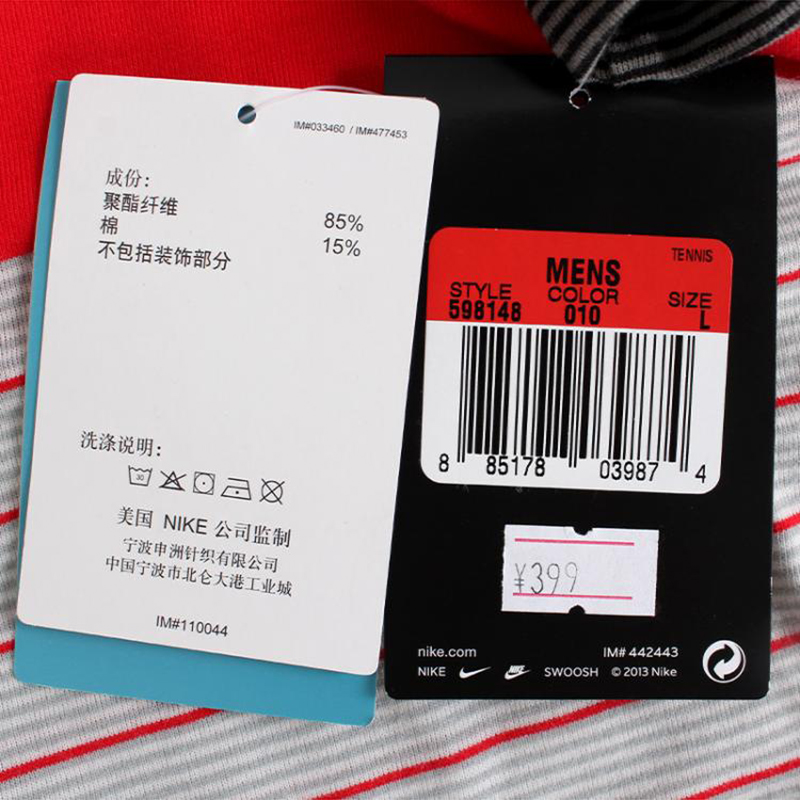 IM#033460 / IM#477453
成份：
聚酯纤维 85%
棉 15%
不包括装饰部分
洗涤说明：
30
美国 NIKE 公司监制
宁波申洲针织有限公司
中国宁波市北仑大港工业城
IM#110044
TENNIS
MENS
STYLE COLOR SIZE
598148 010 L
8 85178 03987 4
¥399
nike.com IM# 442443
NIKE NIKE SWOOSH © 2013 Nike